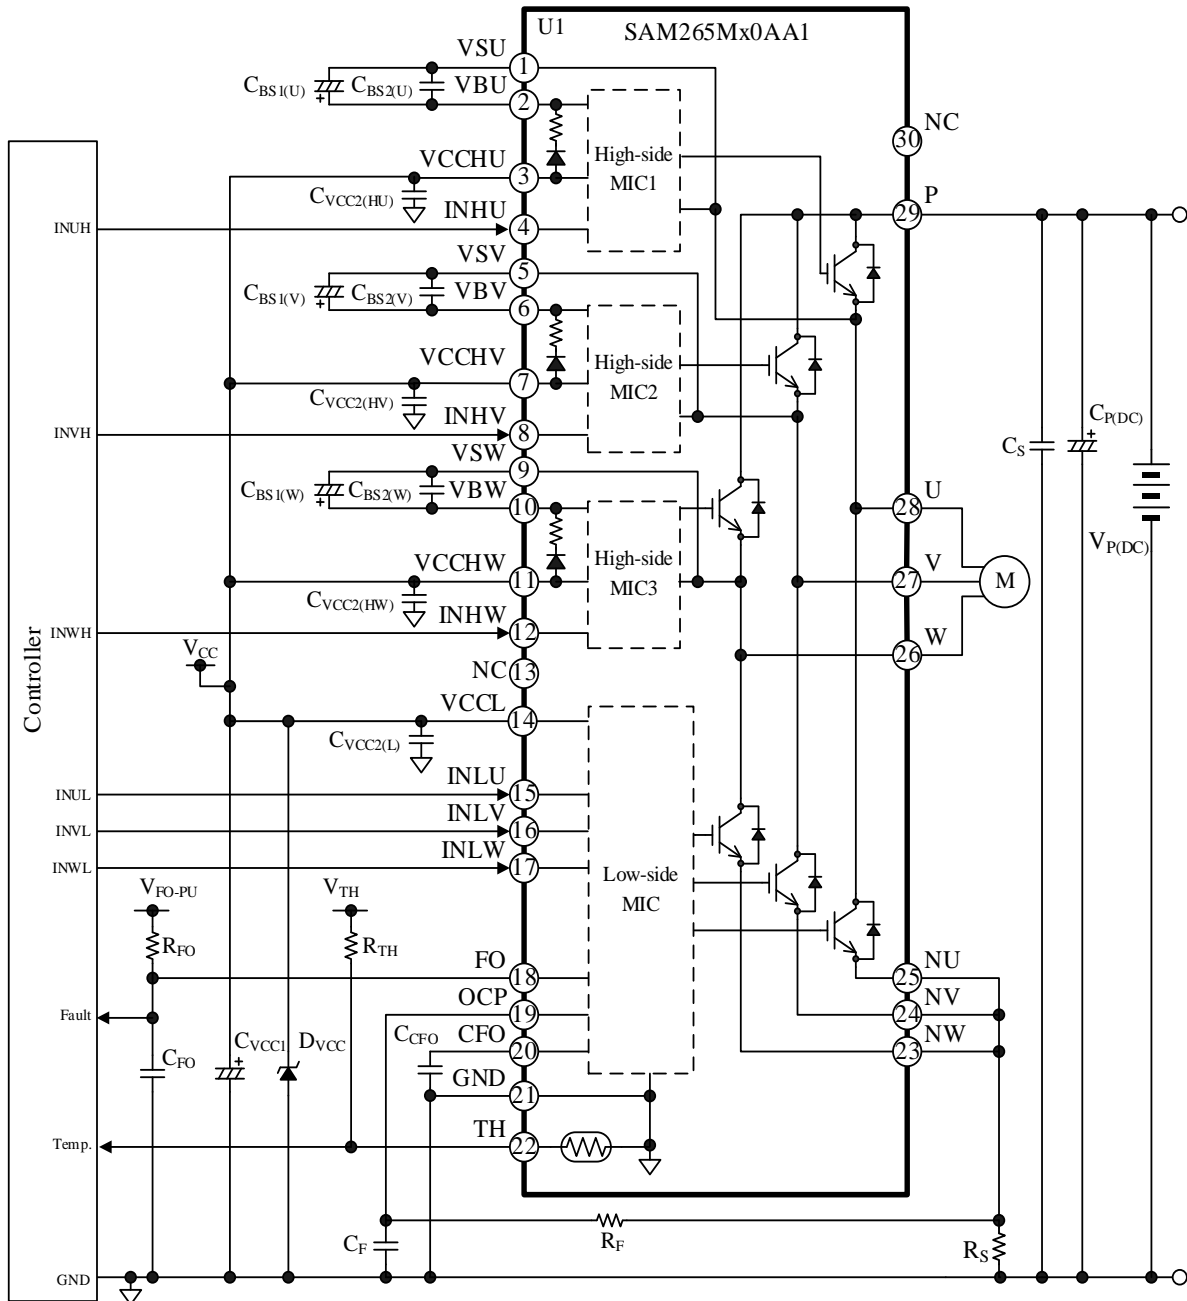 U1
SAM265Mx0AA1
VSU
1
CBS1(U)
CBS2(U)
VBU
2
High-side
MIC1
30
NC
VCCHU
3
CVCC2(HU)
29
P
INHU
INUH
4
VSV
5
CBS1(V)
CBS2(V)
VBV
6
High-side
MIC2
VCCHV
7
CVCC2(HV)
INHV
INVH
8
CS
+
CP(DC)
VSW
9
CBS1(W)
CBS2(W)
VBW
10
High-side
MIC3
U
28
VP(DC)
VCCHW
11
CVCC2(HW)
V
27
M
INHW
INWH
12
W
26
VCC
NC
13
VCCL
14
CVCC2(L)
Controller
INLU
INUL
15
INLV
INVL
16
INLW
INWL
17
Low-side
MIC
VFO-PU
VTH
RFO
RTH
FO
18
NU
25
OCP
19
NV
24
Fault
CCFO
CFO
20
NW
23
CFO
CVCC1
+
DVCC
GND
21
TH
Temp.
22
CF
RF
RS
GND